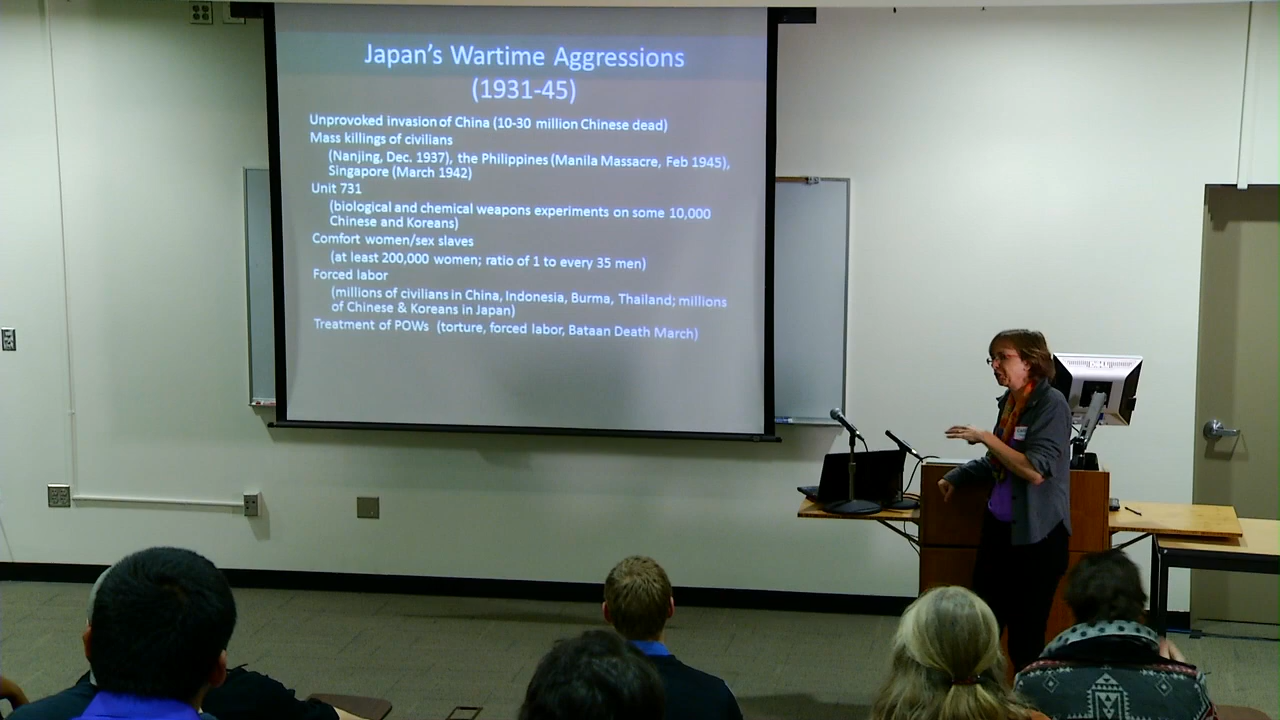 Japan's Wartime Aggressions
(1931-45)
Unprovoked invasion of China (10-30 million Chinese dead)
Mass killings of civilians
(Nanjing, Dec. 1937), the Philippines (Manila Massacre, Feb 1945),
Singapore (March 1942)
Unit 731
(biological and chemical weapons experiments on some 10,000
Chinese and Koreans)
Comfort women/sex slaves
(at least 200,000 women; ratio of 1 to every 35 men)
Forced labor
(millions of civilians in China, Indonesia, Burma, Thailand; millions
of Chinese & Koreans in Japan)
Treatment of POWs (torture, forced labor, Bataan Death March)